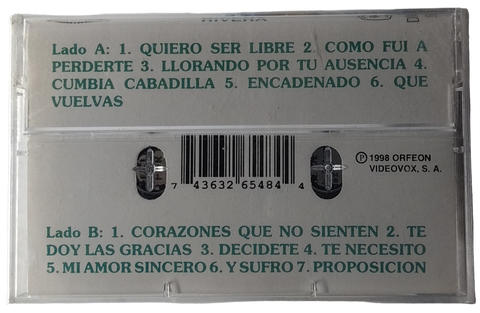 RIVERA
Lado A: 1. QUIERO SER LIBRE 2. COMO FUI A
PERDERTE 3. LLORANDO POR TU AUSENCIA 4.
CUMBIA CABADILLA 5. ENCADENADO 6. QUE
VUELVAS
7 43632 65484 4
Ⓟ 1998 ORFEON
VIDEOVOX, S. A.
Lado B: 1. CORAZONES QUE NO SIENTEN 2. TE
DOY LAS GRACIAS 3. DECIDETE 4. TE NECESITO
5. MI AMOR SINCERO 6. Y SUFRO 7. PROPOSICION